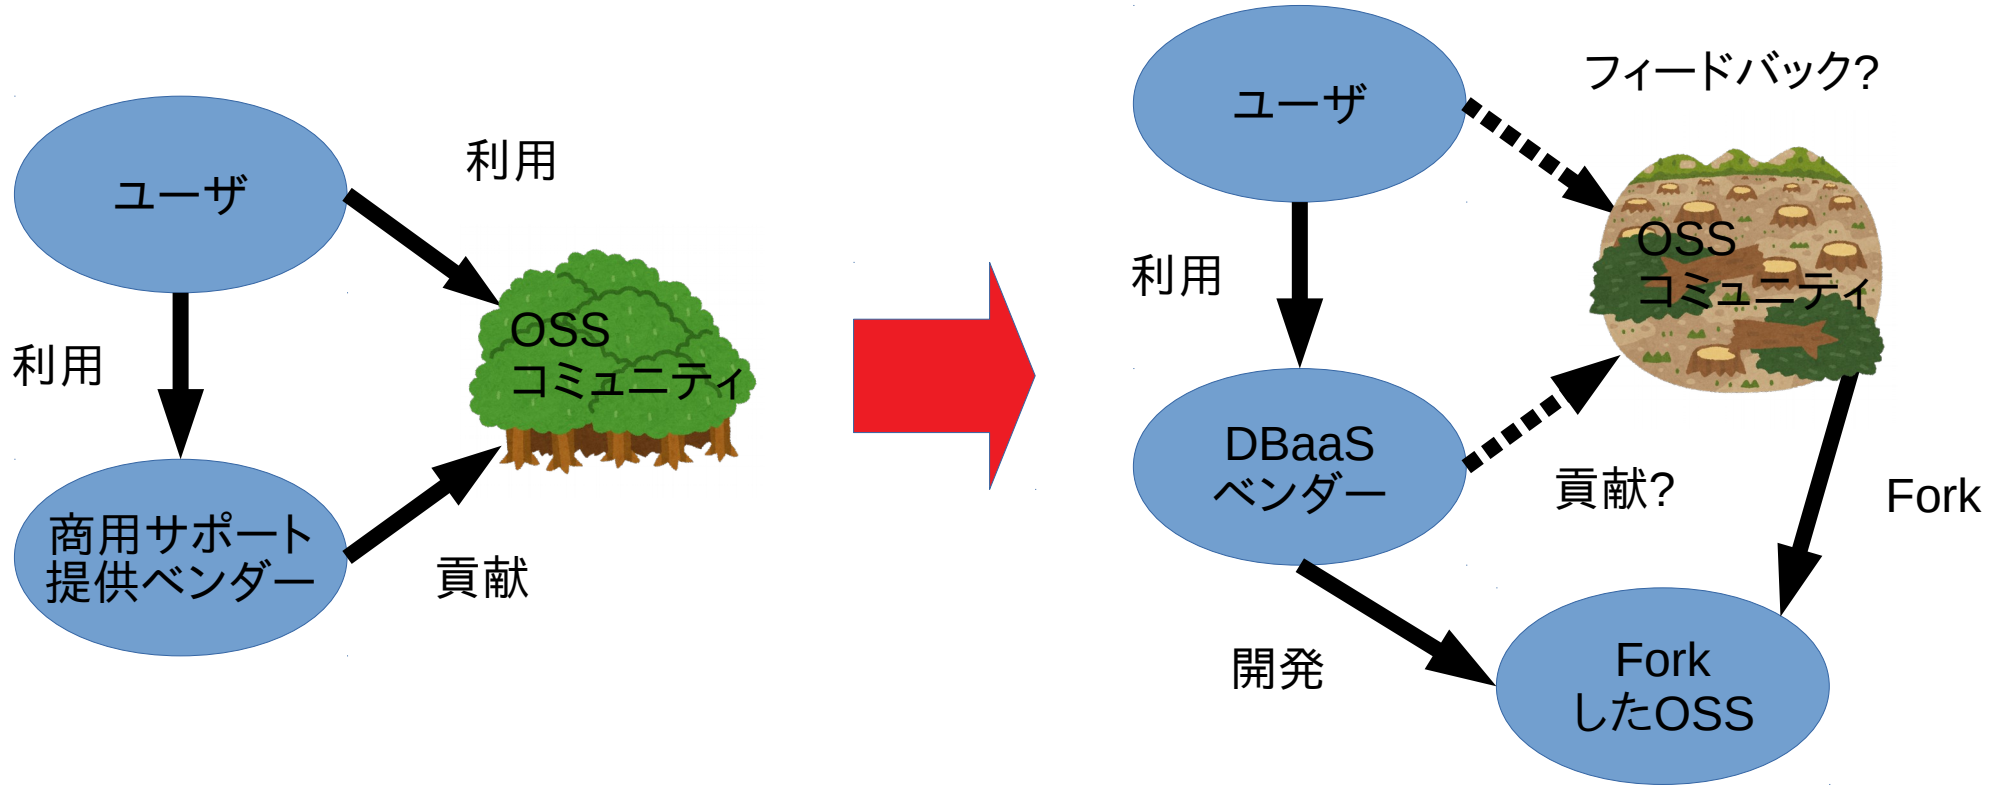 ユーザ
利用
利用
OSS
コミュニティ
商用サポート
提供ベンダー
貢献
ユーザ
フィードバック?
利用
OSS
コミュニティ
DBaaS
ベンダー
貢献?
Fork
開発
Fork
したOSS